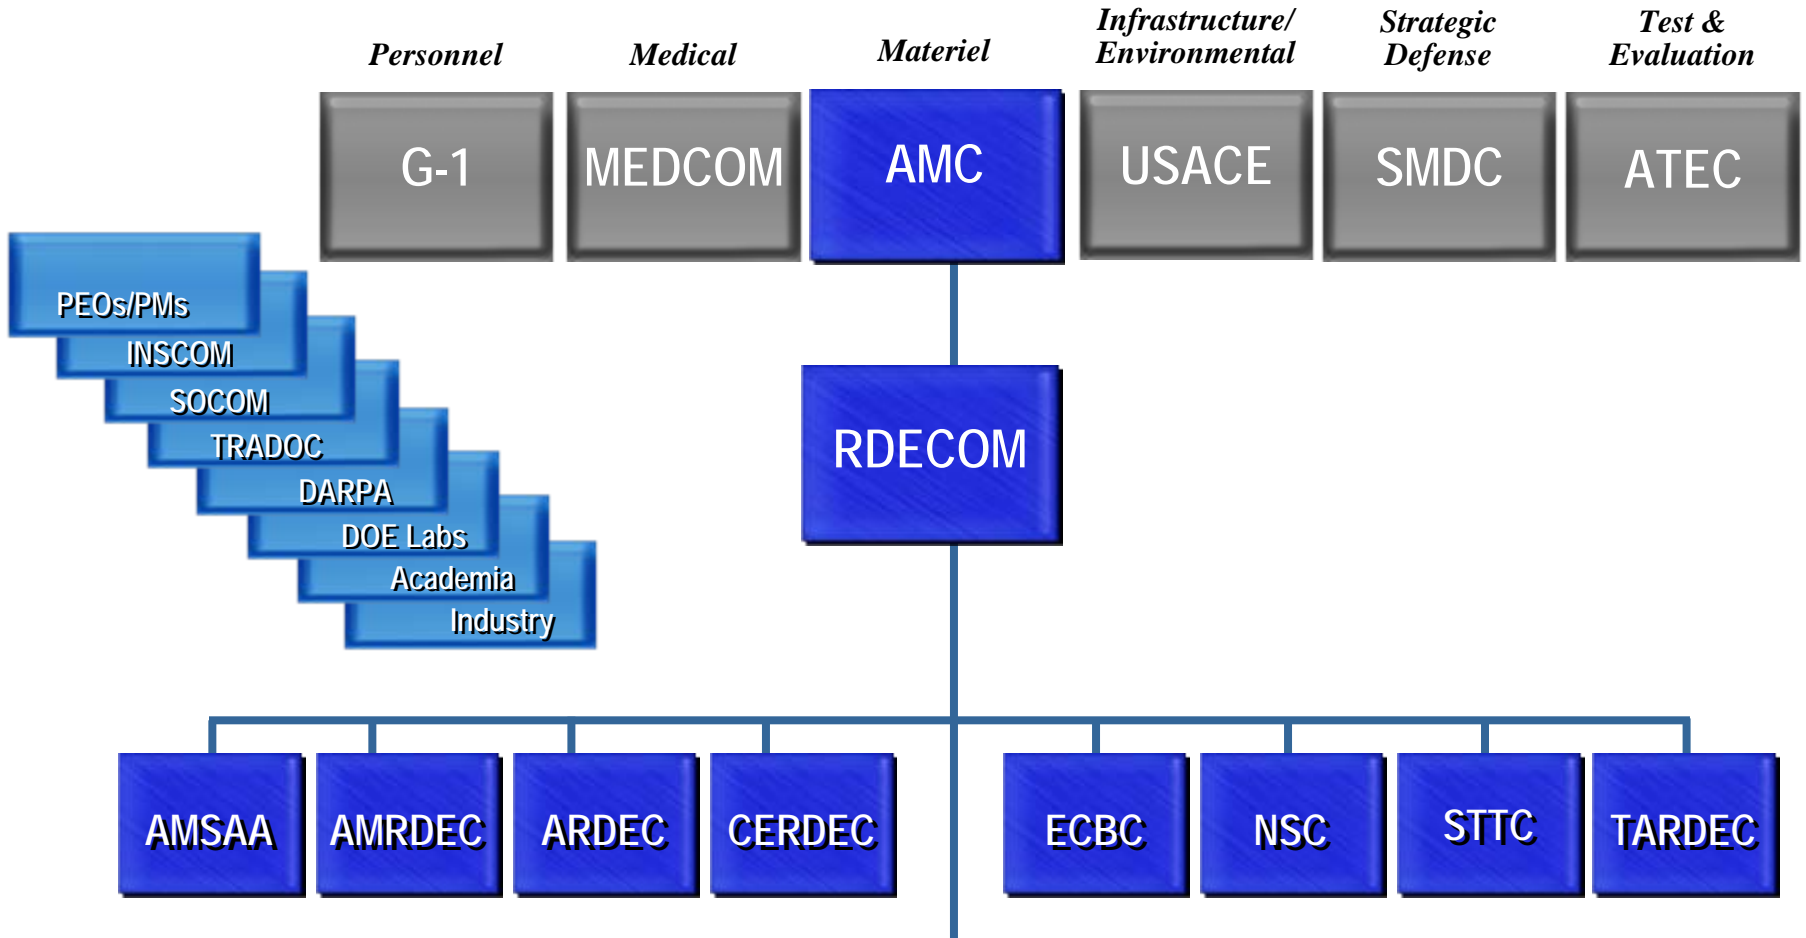 Personnel
Medical
Materiel
Infrastructure/
Environmental
Strategic
Defense
Test &
Evaluation
G-1
MEDCOM
AMC
USACE
SMDC
ATEC
PEOs/PMs
INSCOM
SOCOM
TRADOC
DARPA
DOE Labs
Academia
Industry
RDECOM
AMSAA
AMRDEC
ARDEC
CERDEC
ECBC
NSC
STTC
TARDEC